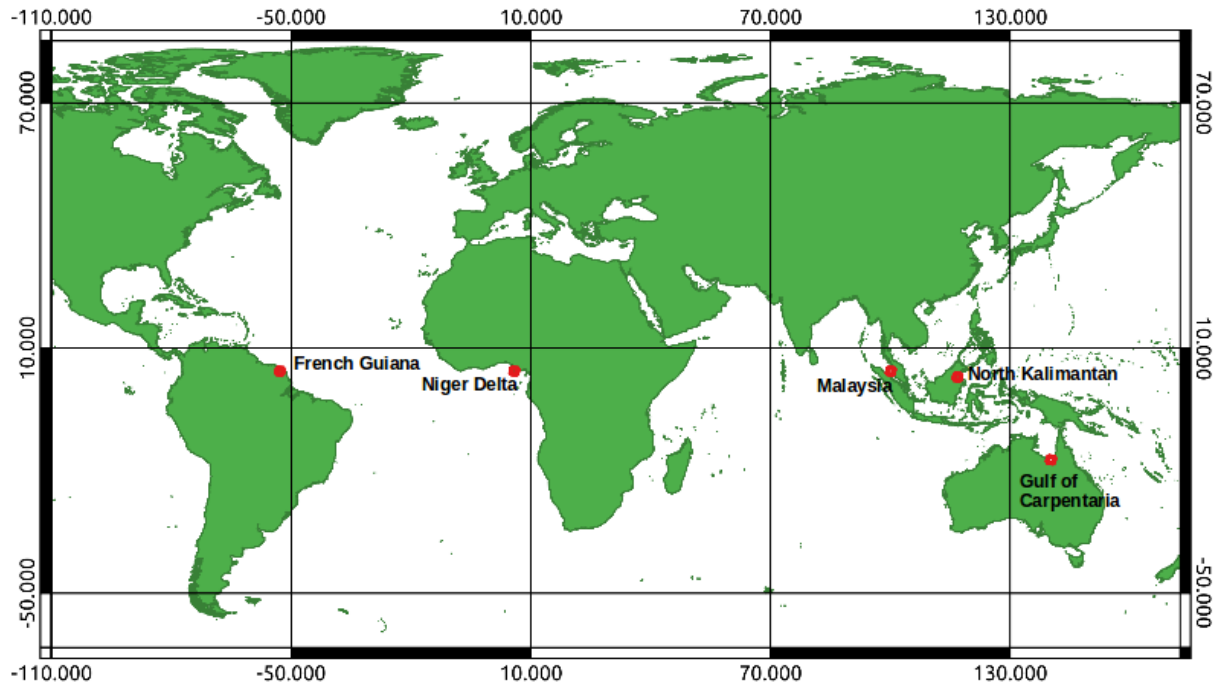 -110.000 -50.000 10.000 70.000 130.000
70.000 70.000
10.000 10.000
French Guiana
Niger Delta
Malaysia
North Kalimantan
Gulf of
Carpentaria
-50.000 -50.000
-110.000 -50.000 10.000 70.000 130.000